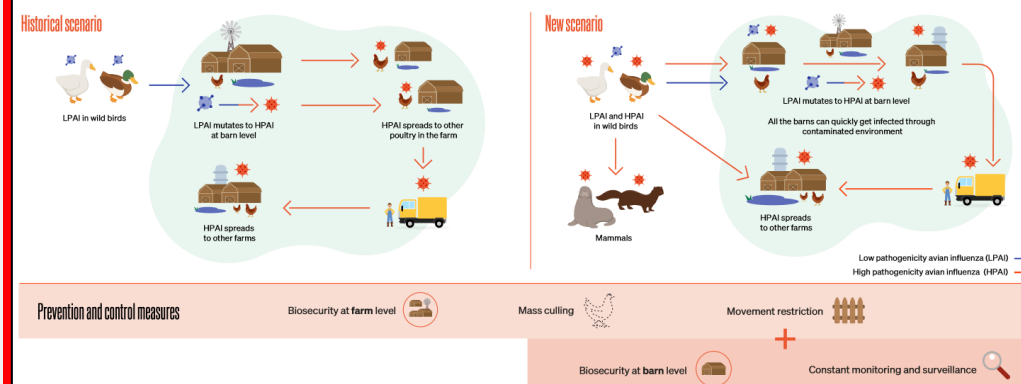 Historical scenario
LPAI in wild birds
LPAI mutates to HPAI
at barn level
HPAI spreads to other
poultry in the farm
HPAI spreads
to other farms
New scenario
LPAI and HPAI
in wild birds
LPAI mutates to HPAI at barn level
All the barns can quickly get infected through
contaminated environment
Mammals
HPAI spreads
to other farms
Low pathogenicity avian influenza (LPAI)
High pathogenicity avian influenza (HPAI)
Prevention and control measures
Biosecurity at farm level
Mass culling
Movement restriction
+
Biosecurity at barn level
Constant monitoring and surveillance